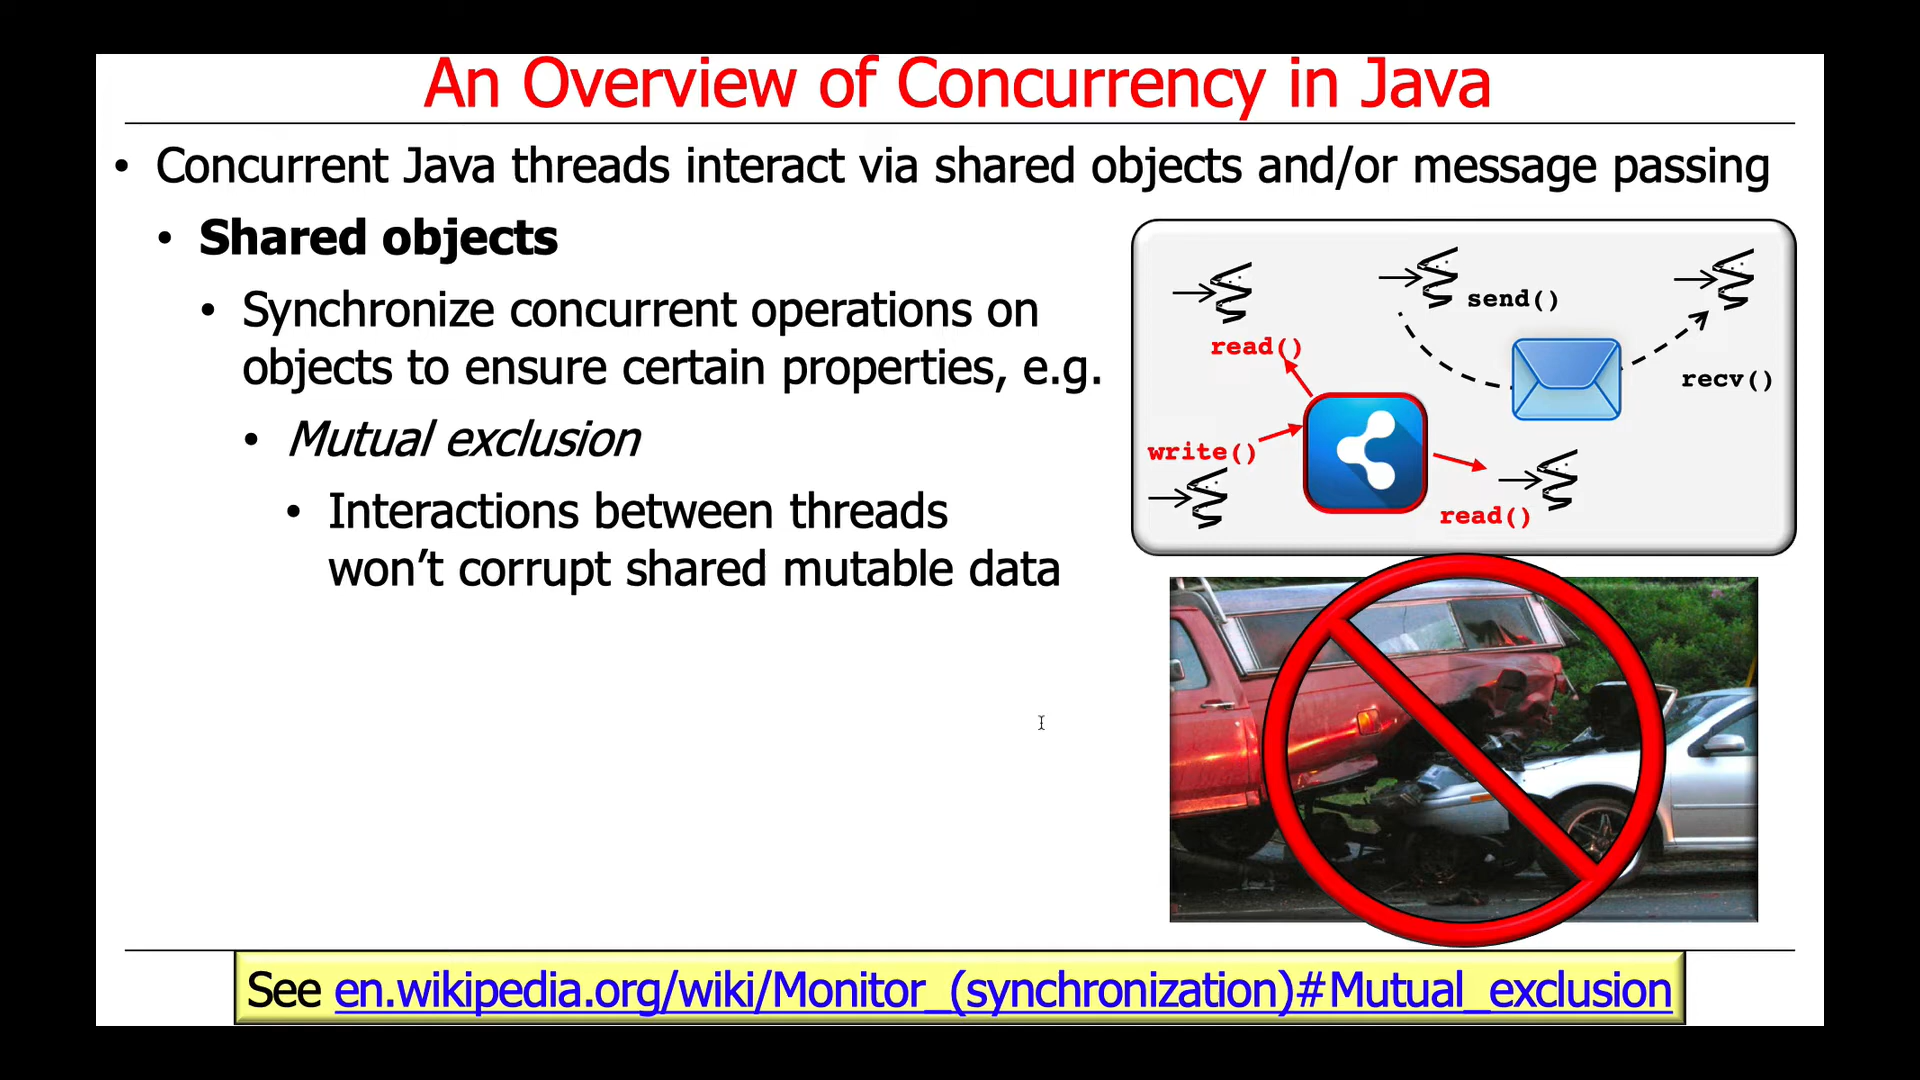 An Overview of Concurrency in Java
• Concurrent Java threads interact via shared objects and/or message passing
• Shared objects
• Synchronize concurrent operations on
objects to ensure certain properties, e.g.
• Mutual exclusion
• Interactions between threads
won’t corrupt shared mutable data
send()
read()
recv()
write()
read()
See en.wikipedia.org/wiki/Monitor_(synchronization)#Mutual_exclusion